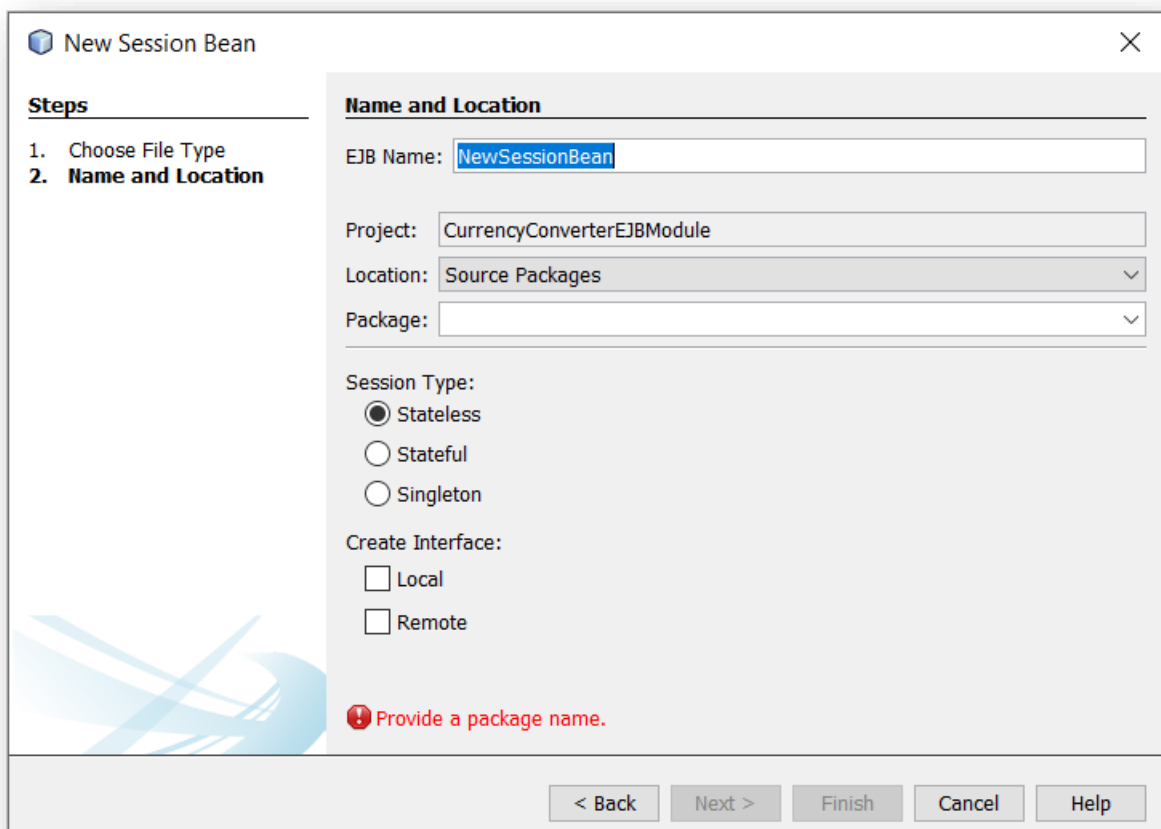 New Session Bean
Steps
1. Choose File Type
2. Name and Location
Name and Location
EJB Name: NewSessionBean
Project: CurrencyConverterEJBModule
Location: Source Packages
Package:
Session Type:
Stateless
Stateful
Singleton
Create Interface:
Local
Remote
Provide a package name.
< Back Next > Finish Cancel Help